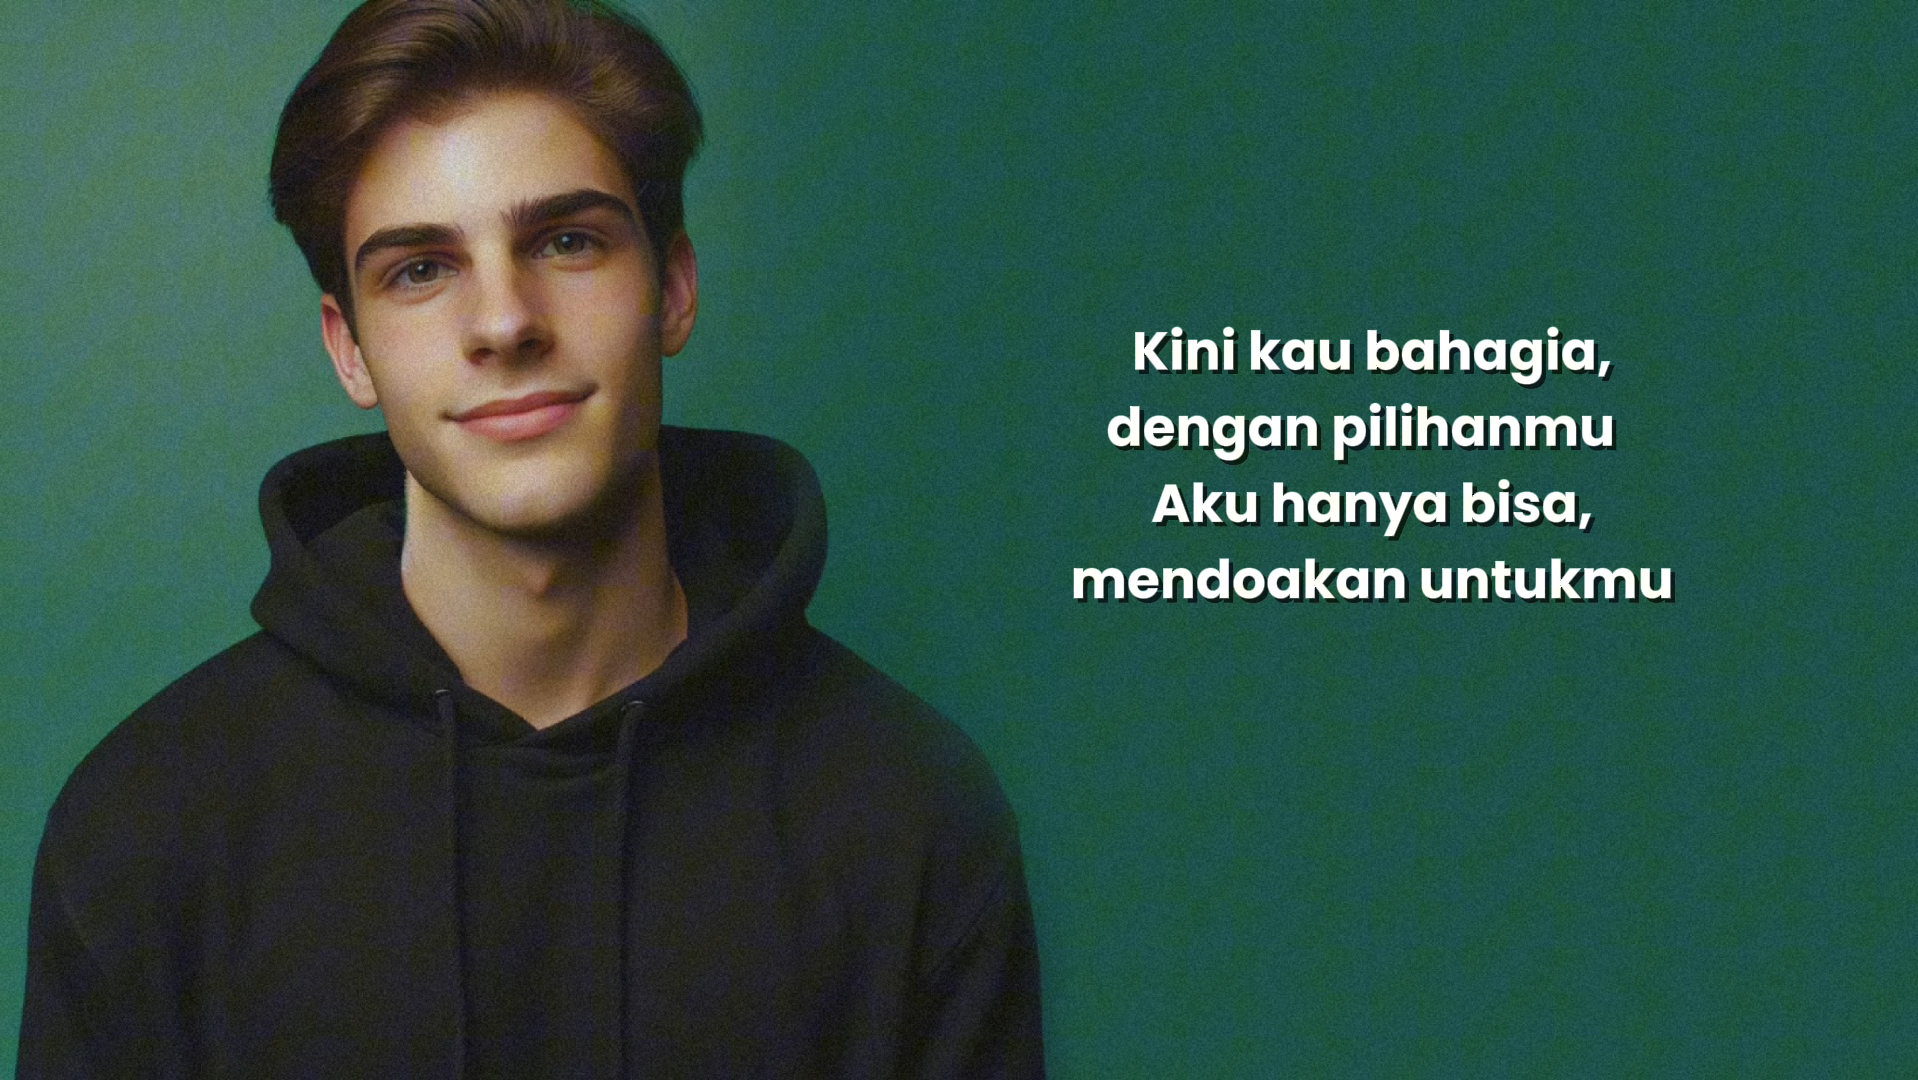 Kini kau bahagia,
dengan pilihanmu
Aku hanya bisa,
mendoakan untukmu